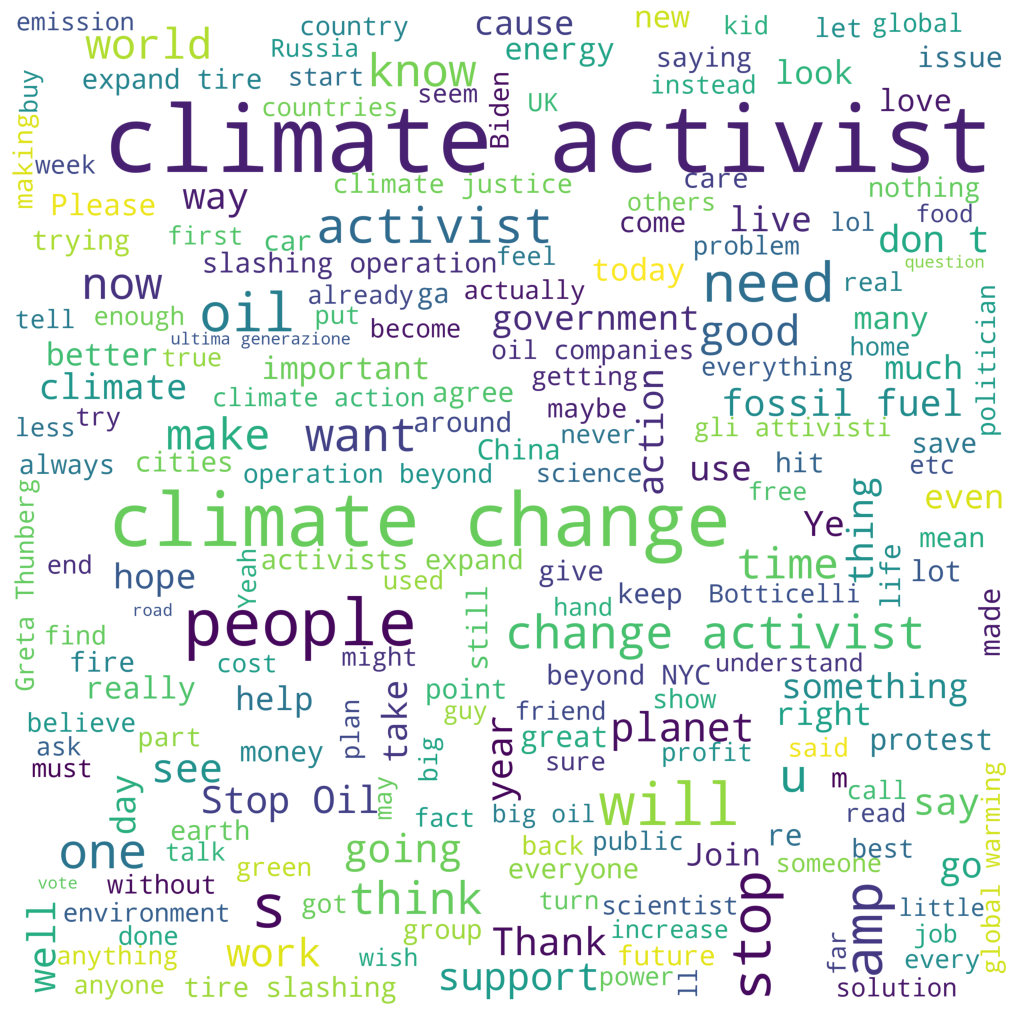 emission
country
cause
new
kid
let
global
world
Russia
energy
saying
issue
expand tire
start
know
instead
look
buy
countries
seem
Biden
UK
love
climate activist
making
week
climate justice
care
nothing
Please
way
others
food
activist
come
live
lol
don t
trying
first
car
problem
question
slashing operation
feel
today
now
need
real
already
ga
actually
oil
tell
enough
put
become
government
good
many
politician
ultima generazione
better
true
oil companies
home
important
everything
much
climate
getting
climate action
agree
maybe
action
fossil fuel
less
try
around
make
want
never
gli attivisti
save
China
always
cities
operation beyond
science
use
hit
etc
free
even
Greta Thunberg
climate change
Ye
thing
mean
end
Yeah
activists expand
time
hope
used
give
life
lot
road
people
keep
Botticelli
made
still
hand
find
change activist
fire
cost
might
beyond NYC
understand
really
help
take
point
show
something
guy
friend
planet
right
believe
plan
year
great
part
ask
money
big
sure
profit
said
protest
must
see
day
Stop Oil
may
will
u
m
call
say
fact
big oil
read
earth
public
re
one
talk
going
back
Join
best
green
everyone
someone
go
global warming
vote
without
think
stop
amp
well
s
got
turn
scientist
little
environment
done
group
Thank
increase
job
anything
work
wish
future
far
every
support
power
ll
anyone
tire slashing
solution